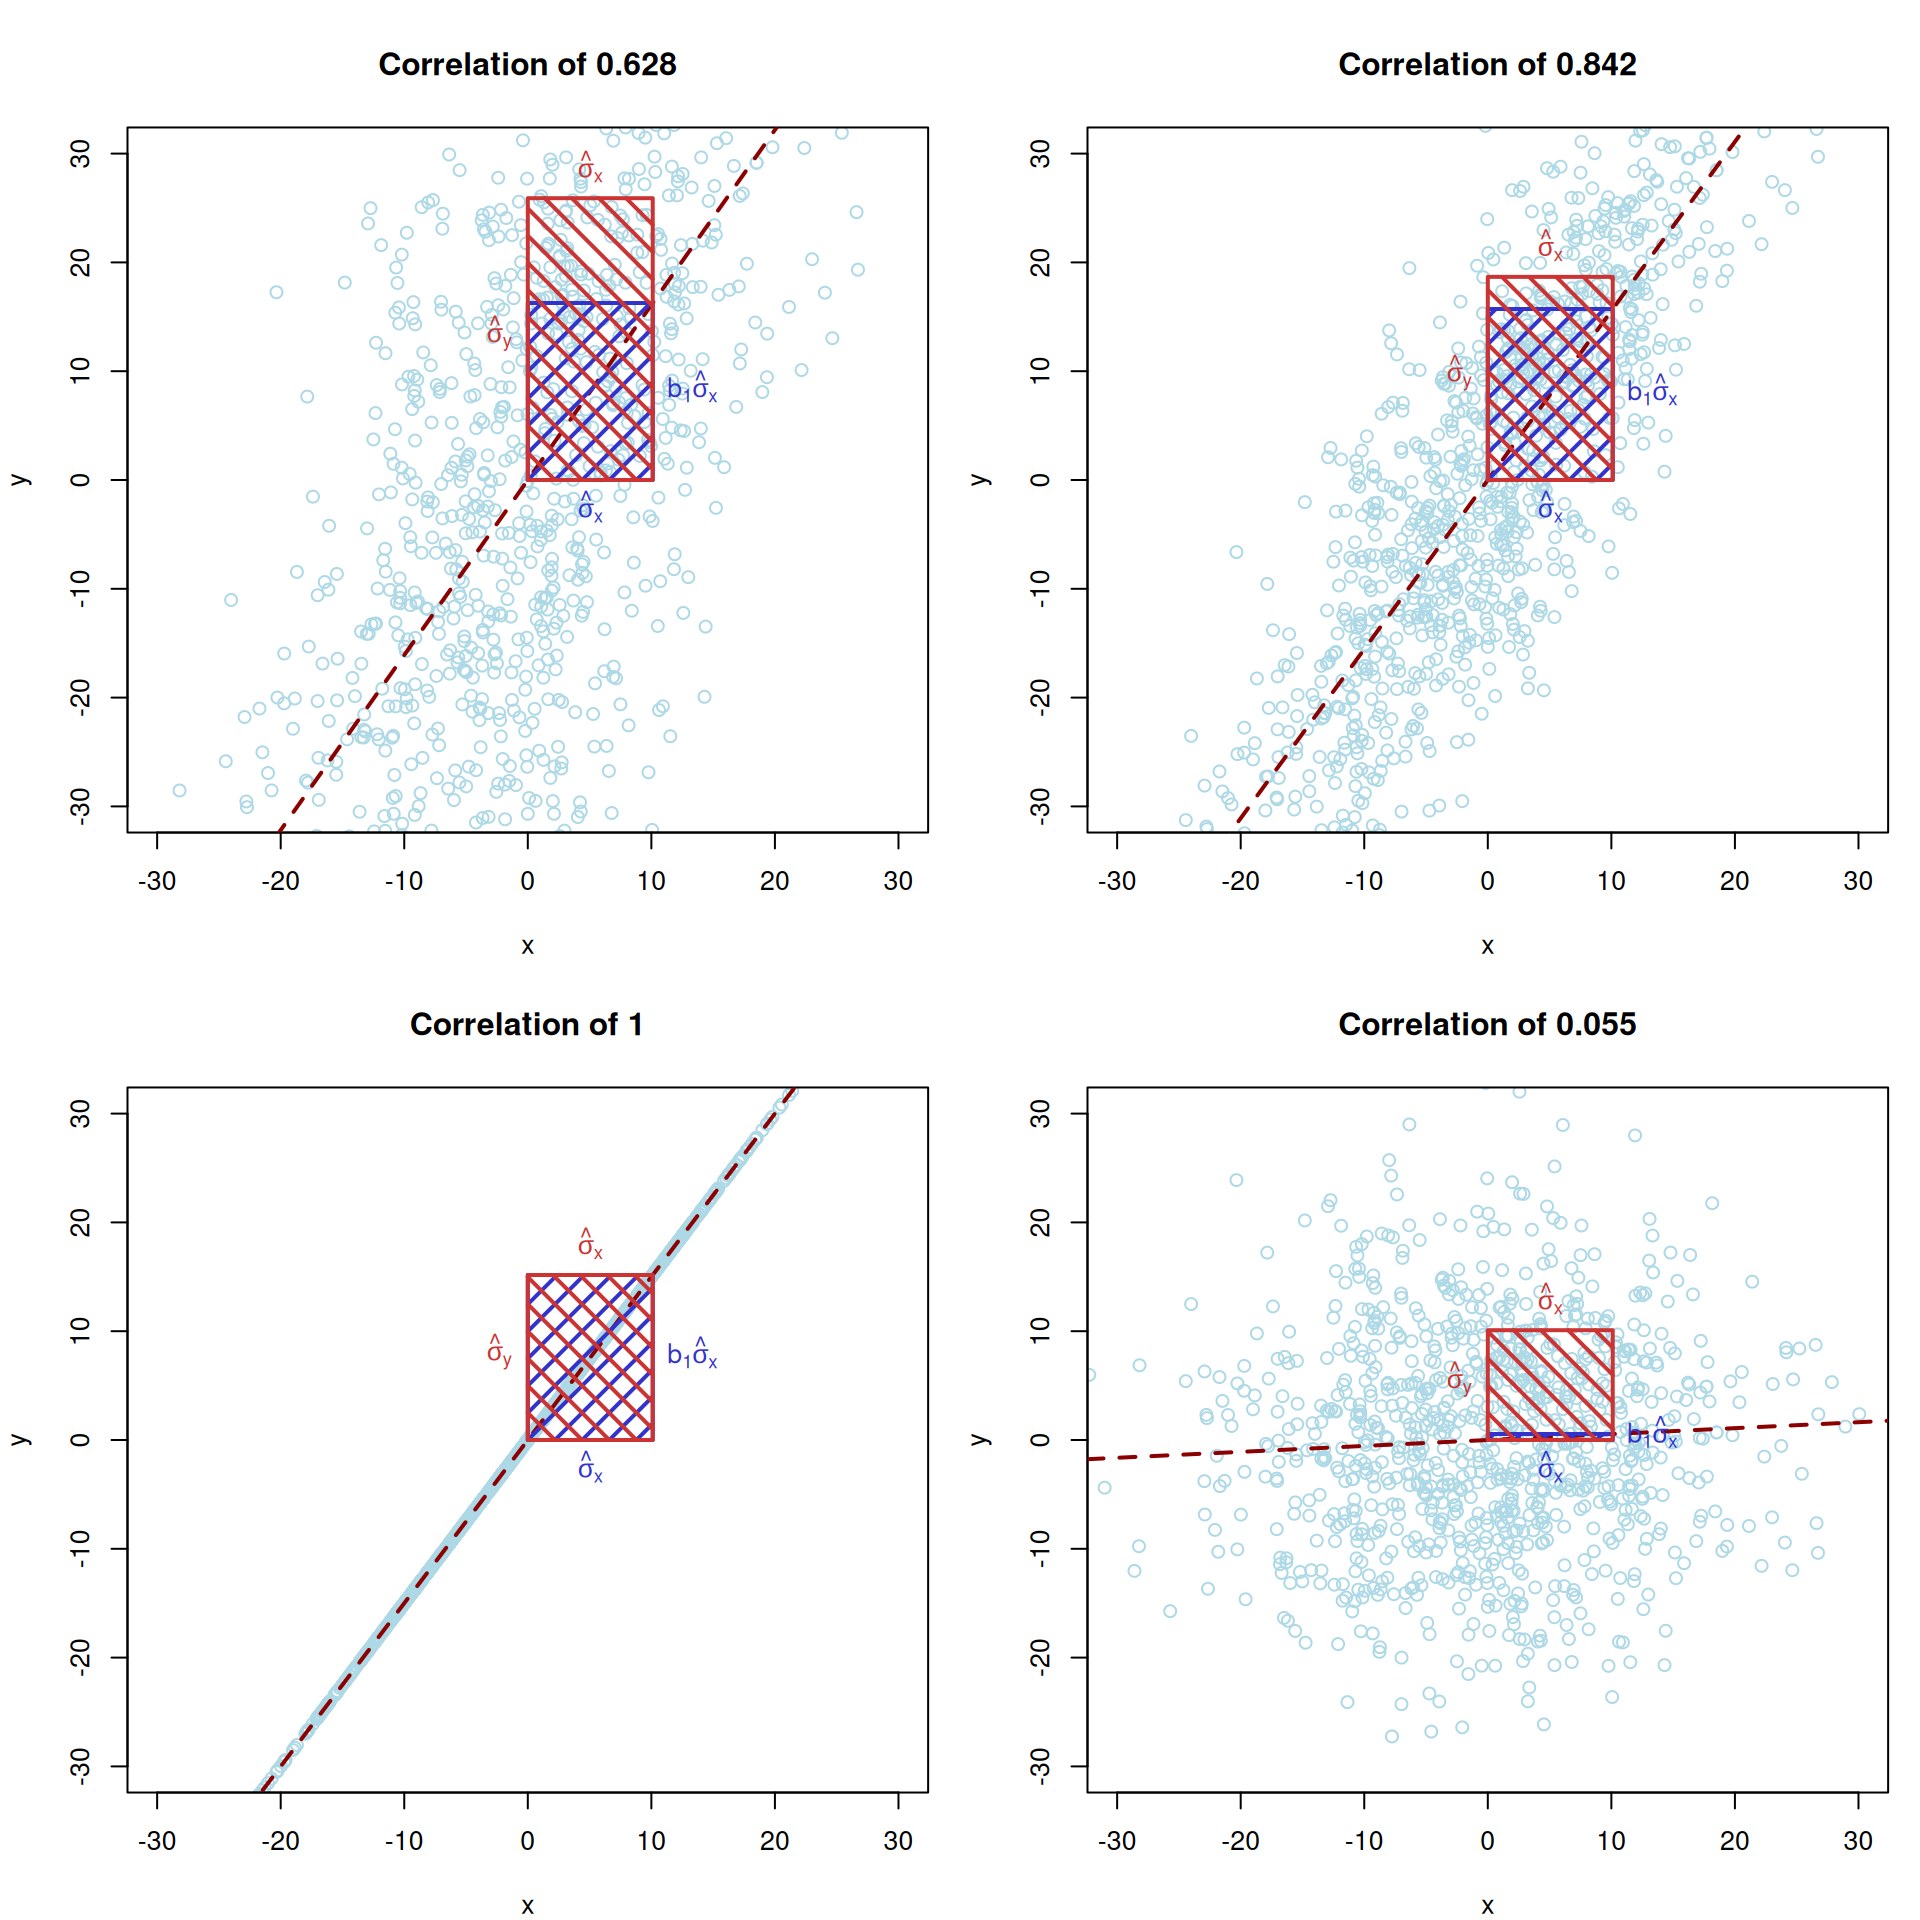 Correlation of 0.628
30
20
10
0
-10
-20
-30
y
σ̂x
σ̂y
b1σ̂x
σ̂x
-30 -20 -10 0 10 20 30
x
Correlation of 0.842
30
20
10
0
-10
-20
-30
y
σ̂x
σ̂y
b1σ̂x
σ̂x
-30 -20 -10 0 10 20 30
x
Correlation of 1
30
20
10
0
-10
-20
-30
y
σ̂x
σ̂y
b1σ̂x
σ̂x
-30 -20 -10 0 10 20 30
x
Correlation of 0.055
30
20
10
0
-10
-20
-30
y
σ̂x
σ̂y
b1σ̂x
σ̂x
-30 -20 -10 0 10 20 30
x